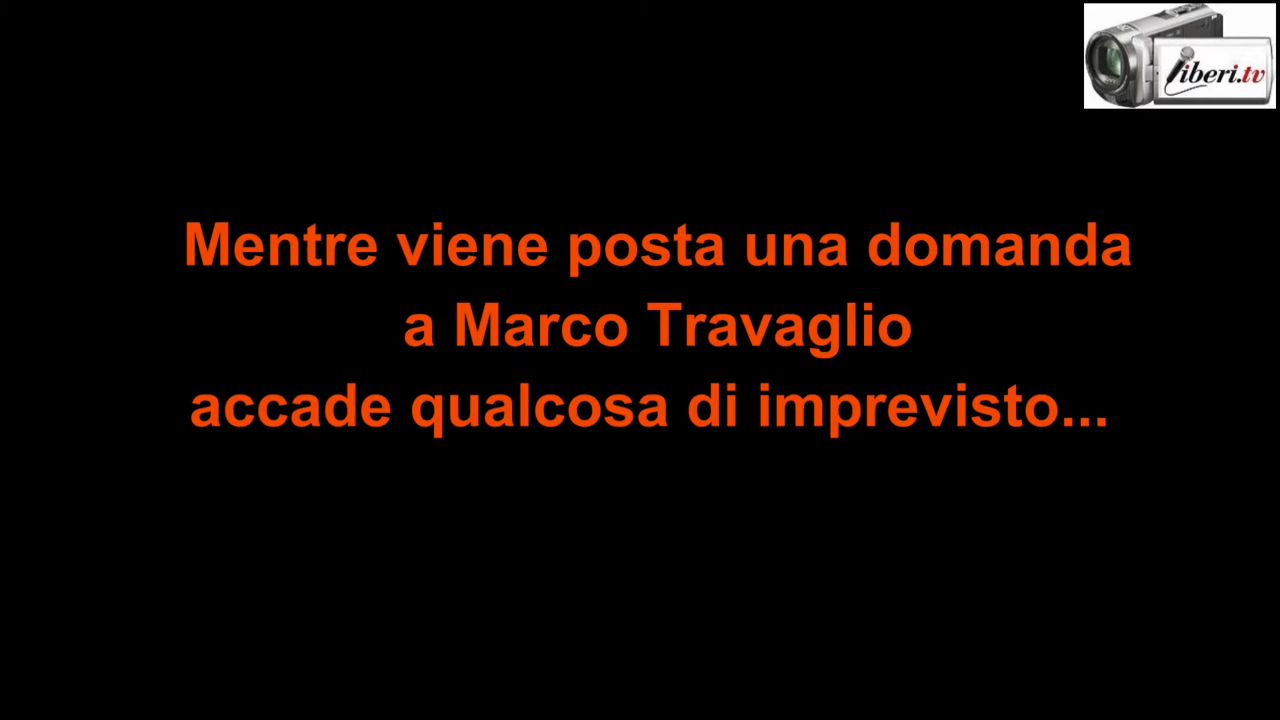 liberi.tv
Mentre viene posta una domanda
a Marco Travaglio
accade qualcosa di imprevisto...